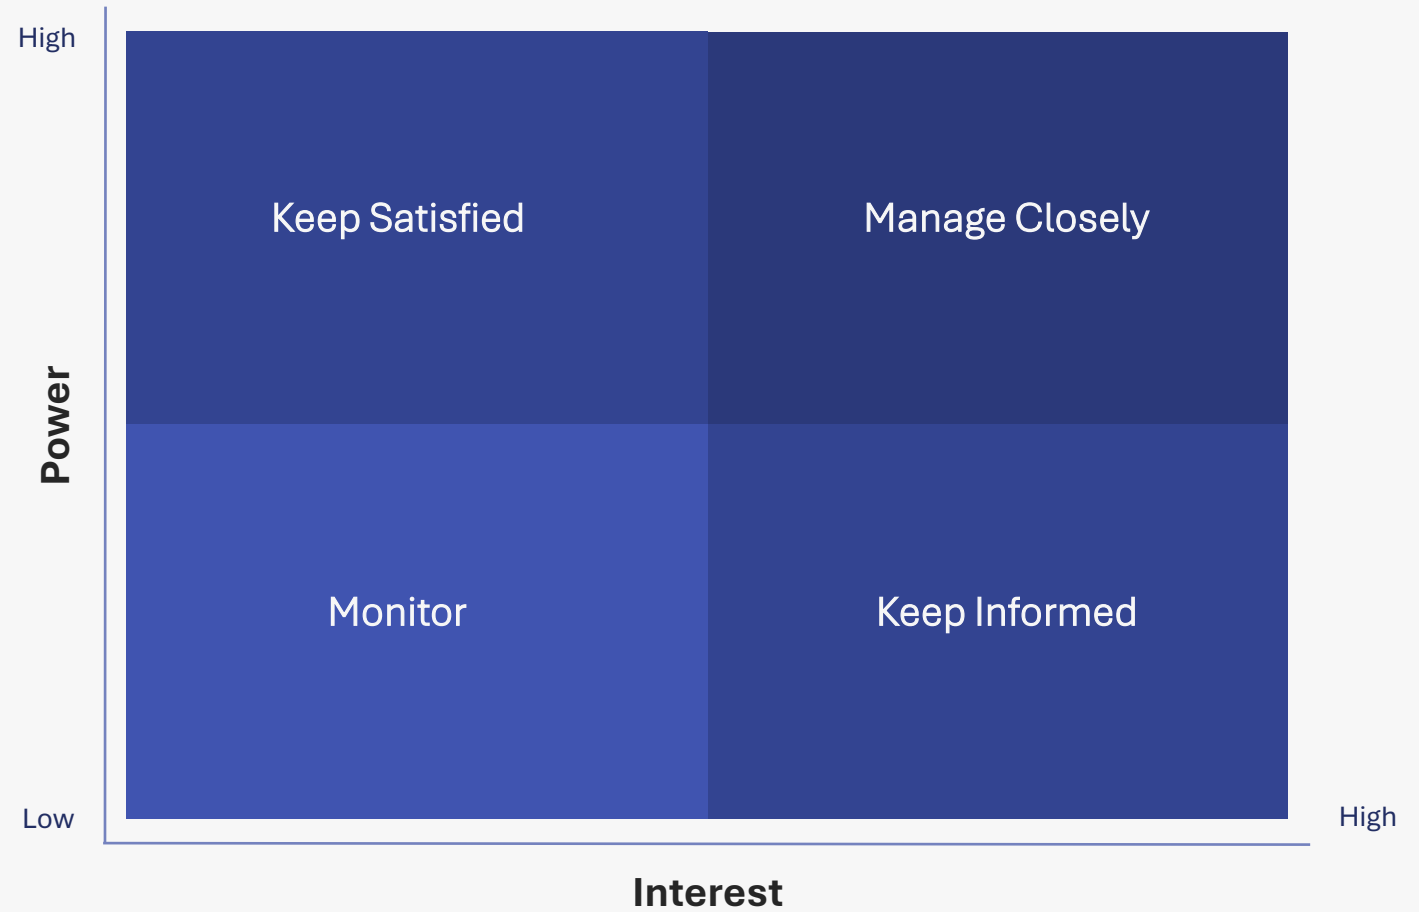 High
Keep Satisfied
Manage Closely
Power
Monitor
Keep Informed
Low
High
Interest